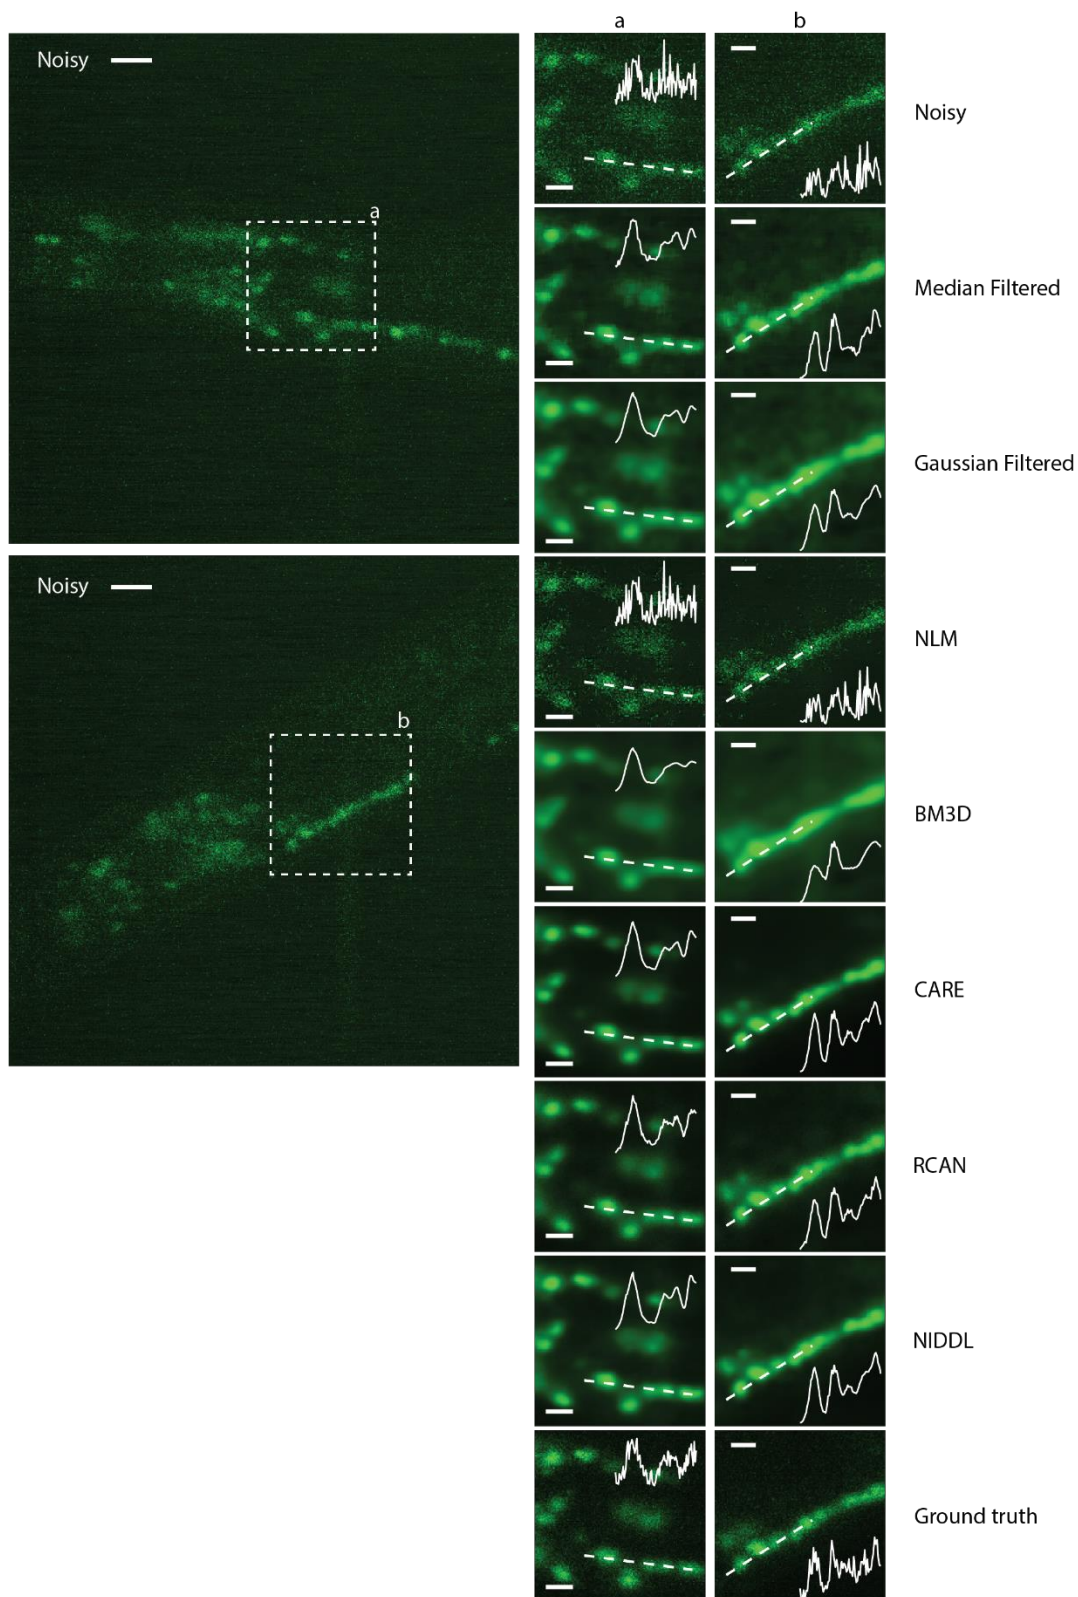 a b
Noisy
a
Noisy
b
Noisy
Median Filtered
Gaussian Filtered
NLM
BM3D
CARE
RCAN
NIDDL
Ground truth